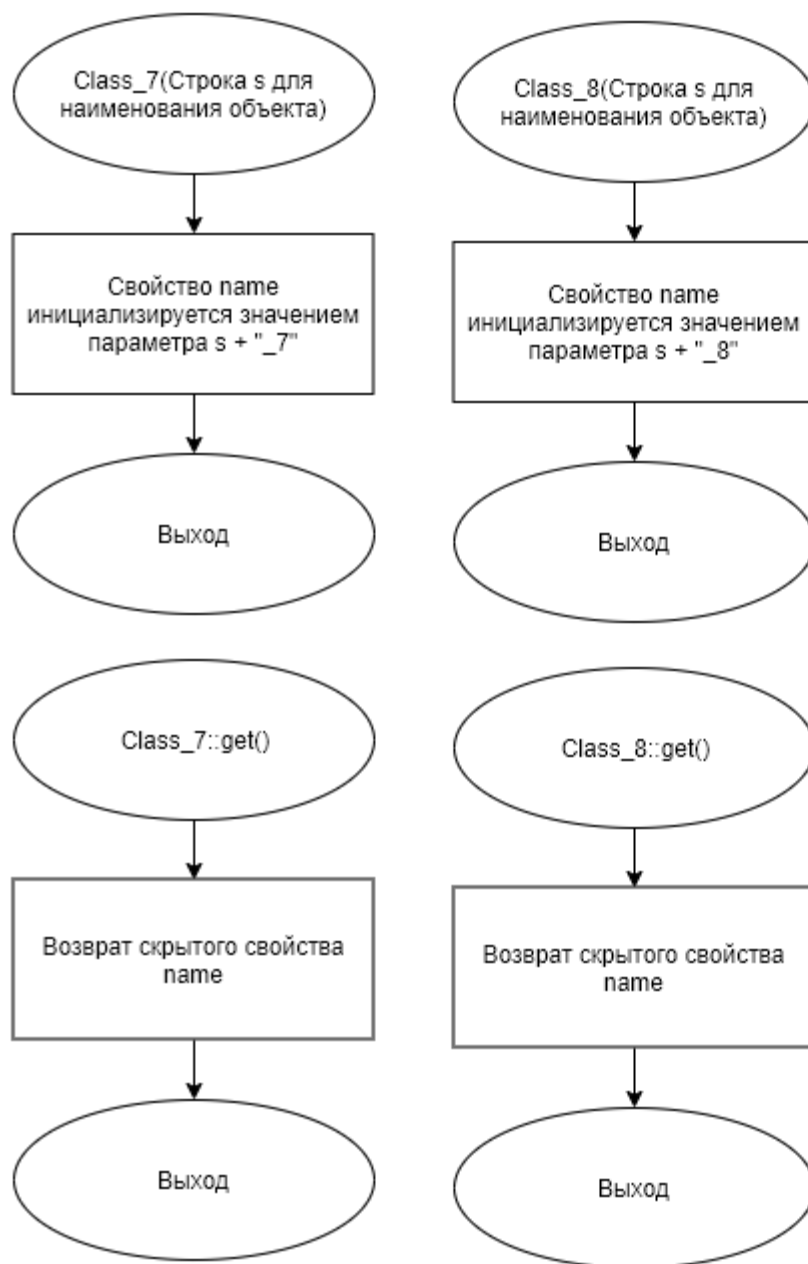 Class_7(Строка s для
наименования объекта)
Свойство name
инициализируется значением
параметра s + "_7"
Выход
Class_8(Строка s для
наименования объекта)
Свойство name
инициализируется значением
параметра s + "_8"
Выход
Class_7::get()
Возврат скрытого свойства
name
Выход
Class_8::get()
Возврат скрытого свойства
name
Выход